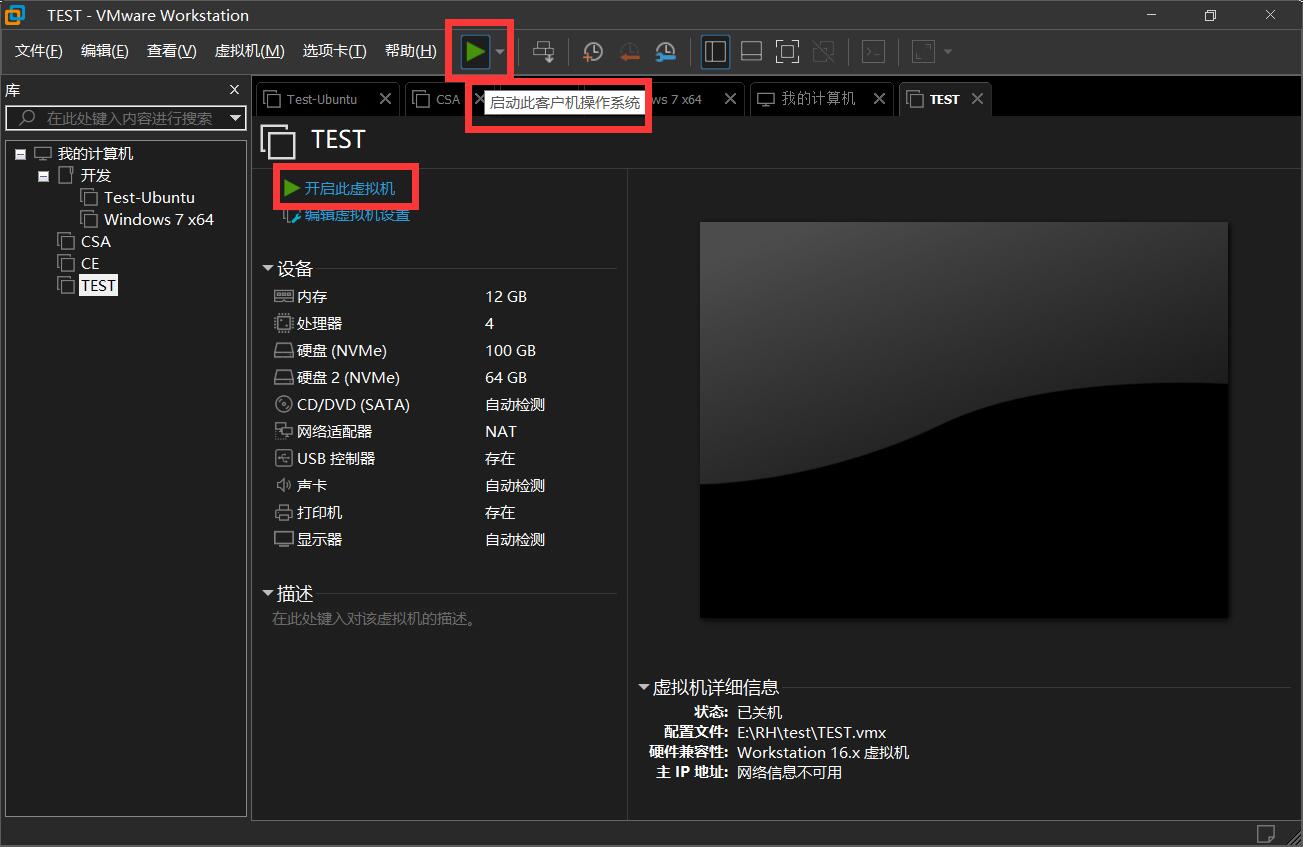 TEST - VMware Workstation
文件(F) 编辑(E) 查看(V) 虚拟机(M) 选项卡(T) 帮助(H)
库
在此处键入内容进行搜索
我的计算机
开发
Test-Ubuntu
Windows 7 x64
CSA
CE
TEST
Test-Ubuntu CSA ws 7 x64 我的计算机 TEST
启动此客户机操作系统
TEST
开启此虚拟机
编辑虚拟机设置
设备
内存 12 GB
处理器 4
硬盘 (NVMe) 100 GB
硬盘 2 (NVMe) 64 GB
CD/DVD (SATA) 自动检测
网络适配器 NAT
USB 控制器 存在
声卡 自动检测
打印机 存在
显示器 自动检测
描述
在此处键入对该虚拟机的描述。
虚拟机详细信息
状态: 已关机
配置文件: E:\RH\test\TEST.vmx
硬件兼容性: Workstation 16.x 虚拟机
主 IP 地址: 网络信息不可用